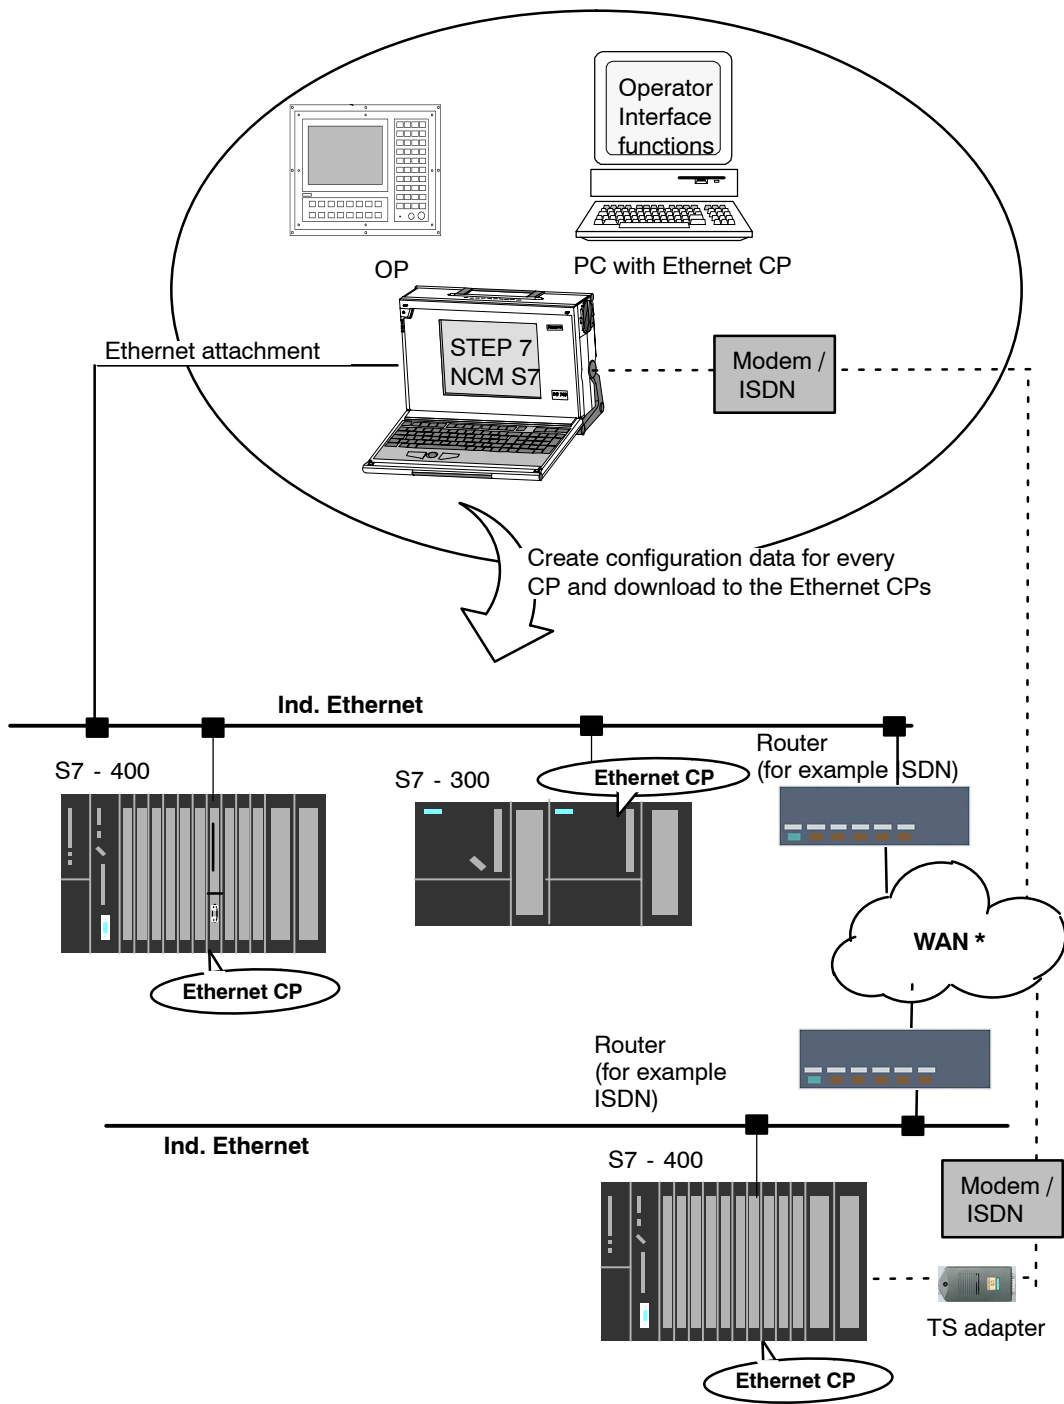 Operator
Interface
functions
OP
PC with Ethernet CP
Ethernet attachment
STEP 7
NCM S7
Modem /
ISDN
Create configuration data for every
CP and download to the Ethernet CPs
Ind. Ethernet
S7 - 400
S7 - 300
Ethernet CP
Router
(for example ISDN)
WAN *
Ethernet CP
Router
(for example
ISDN)
Ind. Ethernet
S7 - 400
Modem /
ISDN
TS adapter
Ethernet CP